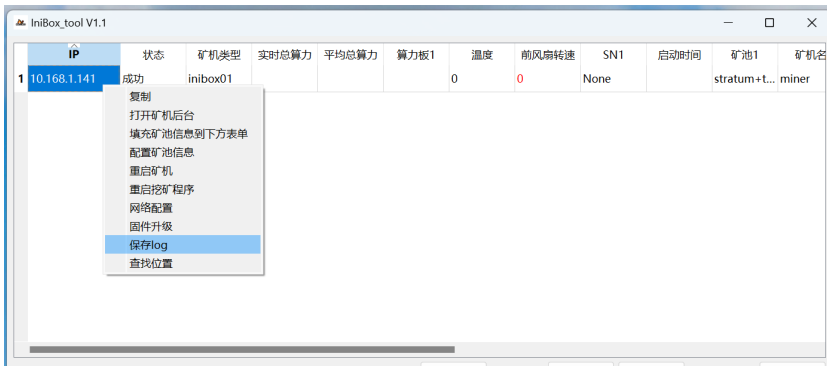 IniBox_tool V1.1
IP 状态 矿机类型 实时总算力 平均总算力 算力板1 温度 前风扇转速 SN1 启动时间 矿池1 矿机名
1 10.168.1.141 成功 inibox01 0 0 None stratum+t... miner
复制
打开矿机后台
填充矿池信息到下方表单
配置矿池信息
重启矿机
重启挖矿程序
网络配置
固件升级
保存log
查找位置